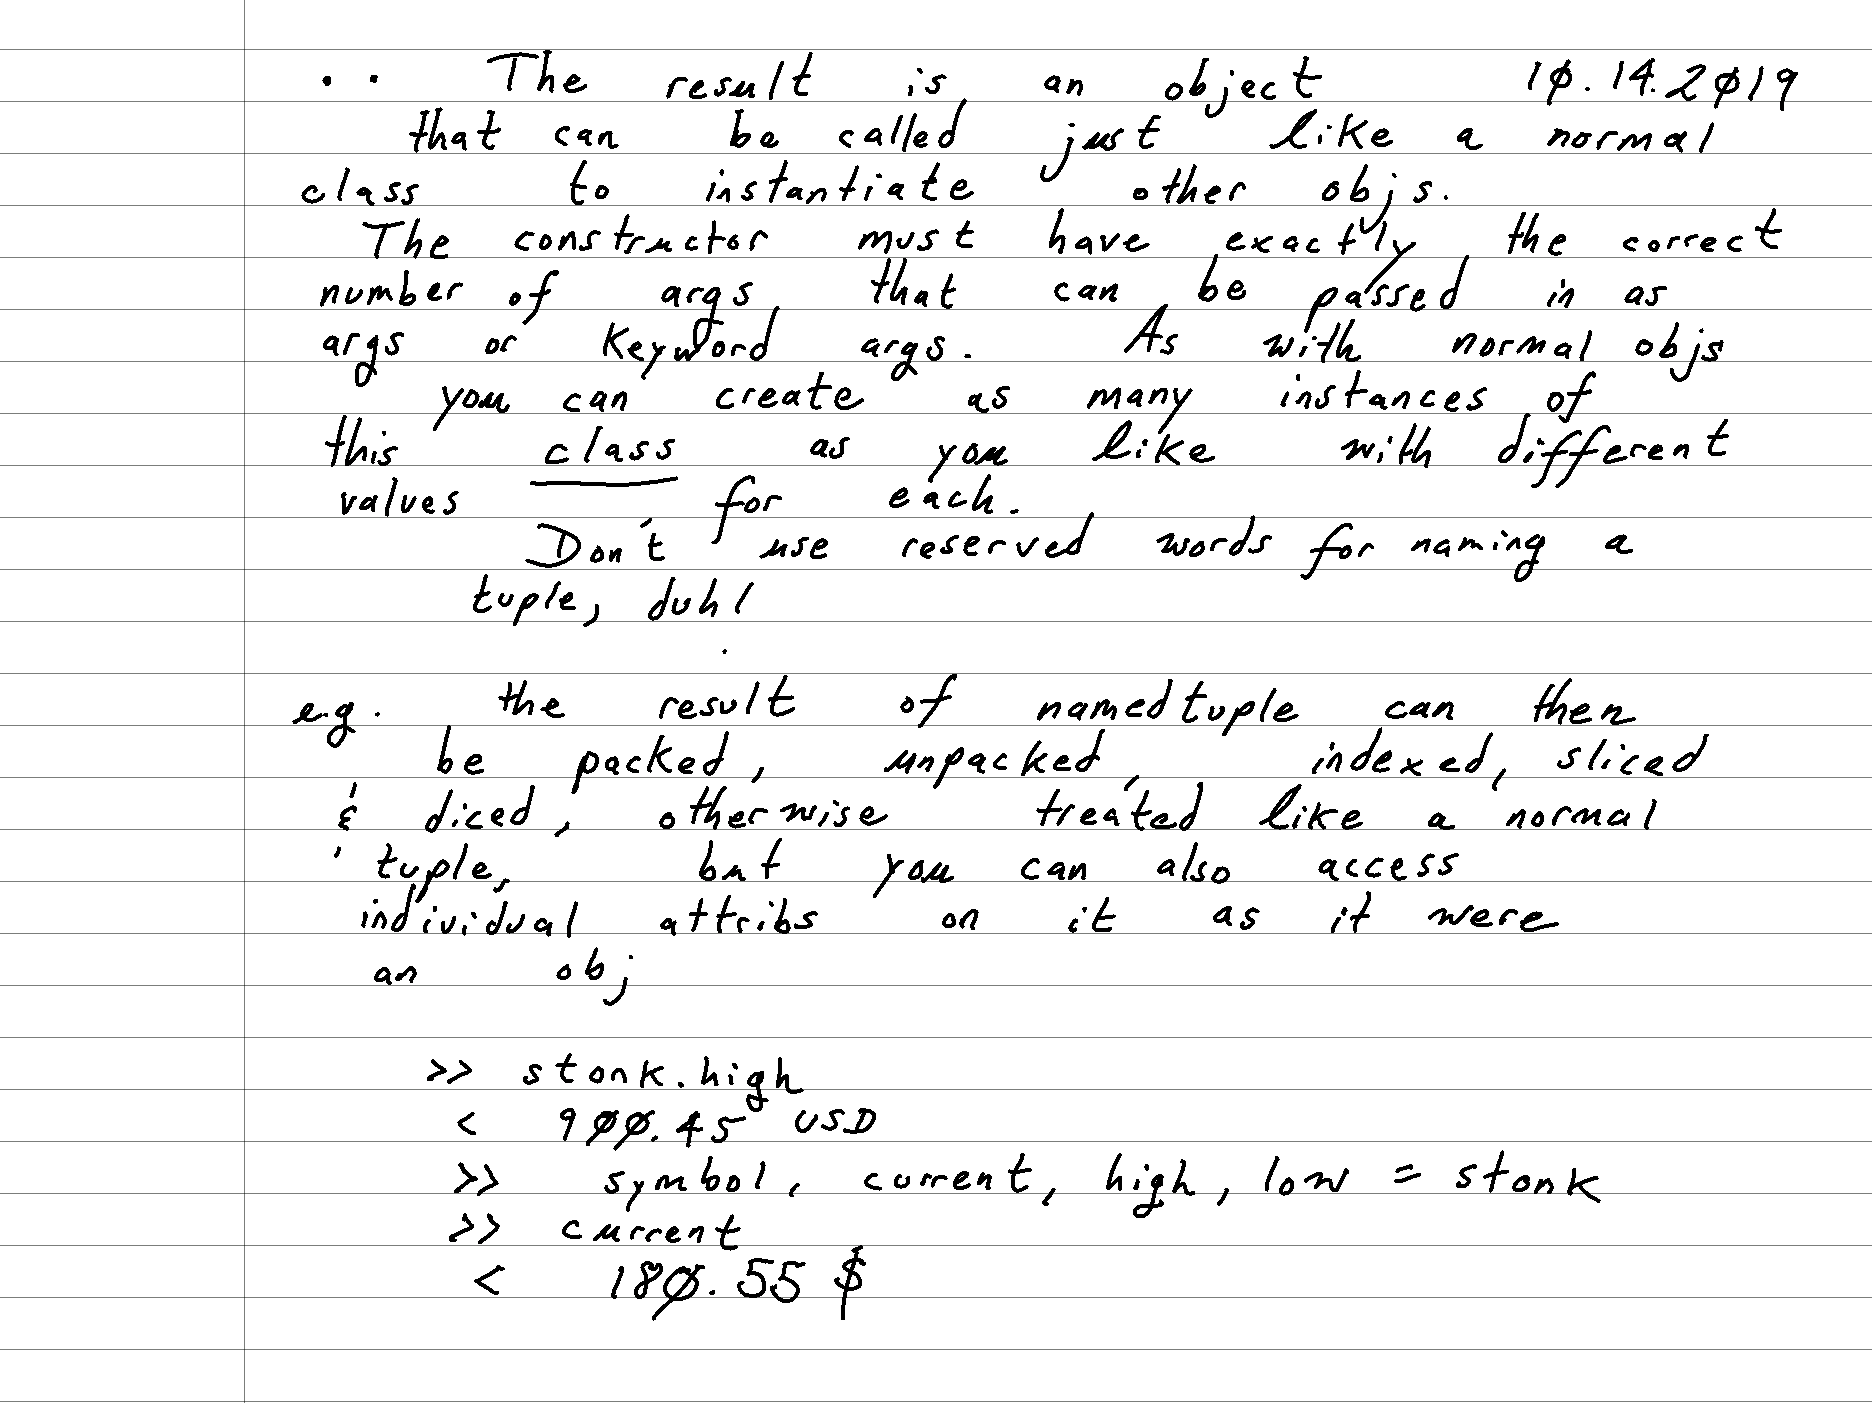 .. The result is an object 10.14.2019
that can be called just like a normal
class to instantiate other objs.
The constructor must have exactly the correct
number of args that can be passed in as
args or keyword args. As with normal objs
you can create as many instances of
this class as you like with different
values for each.
Don't use reserved words for naming a
tuple, duh!
e.g. the result of namedtuple can then
be packed, unpacked, indexed, sliced
& diced, otherwise treated like a normal
tuple, but you can also access
individual attribs on it as it were
an obj
>> stonk.high
< 900.45 USD
>> symbol, current, high, low = stonk
>> current
< 180.55 $